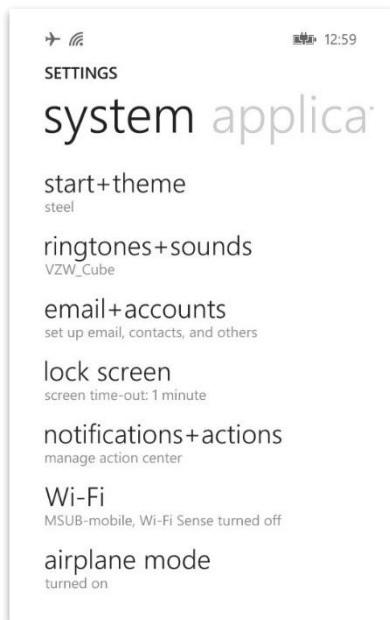 12:59
SETTINGS
system applica
start+theme
steel
ringtones+sounds
VZW_Cube
email+accounts
set up email, contacts, and others
lock screen
screen time-out: 1 minute
notifications+actions
manage action center
Wi-Fi
MSUB-mobile, Wi-Fi Sense turned off
airplane mode
turned on